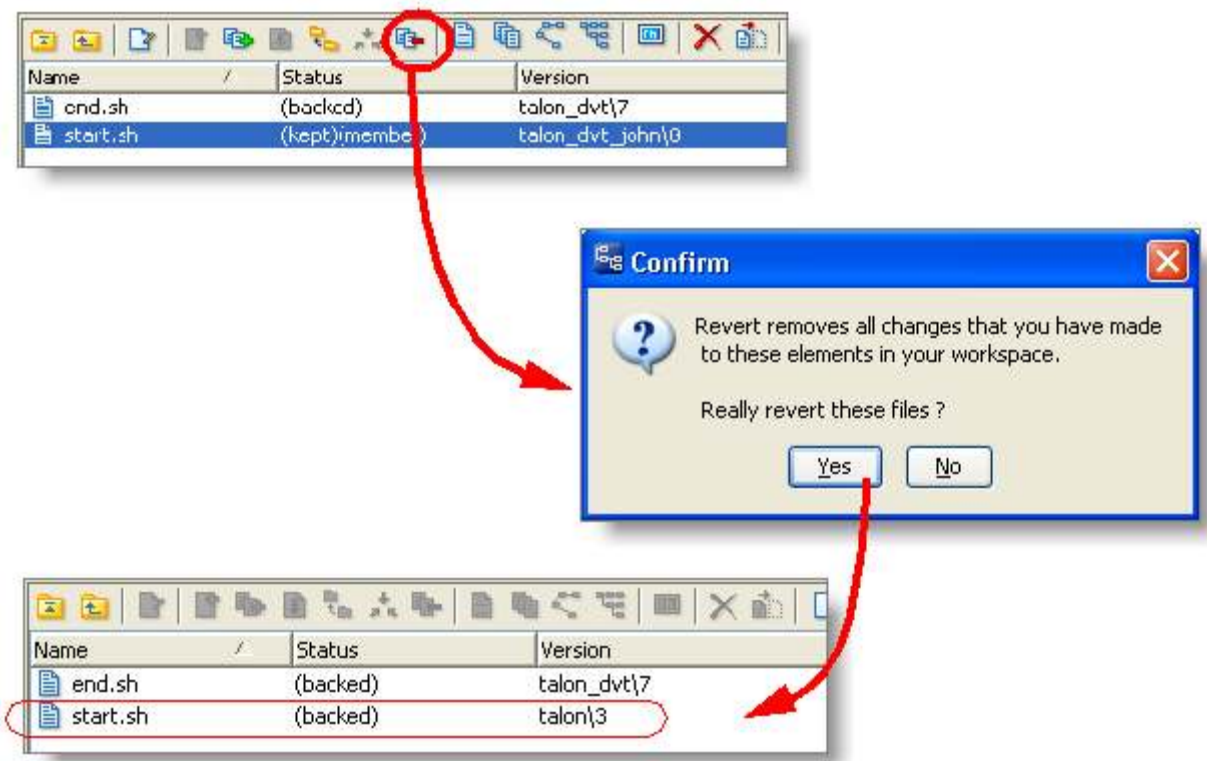 Name / Status Version
end.sh (backed) talon_dvt\7
start.sh (kept)(member) talon_dvt_john\8
Confirm
Revert removes all changes that you have made
to these elements in your workspace.
Really revert these files ?
Yes No
Name / Status Version
end.sh (backed) talon_dvt\7
start.sh (backed) talon\3